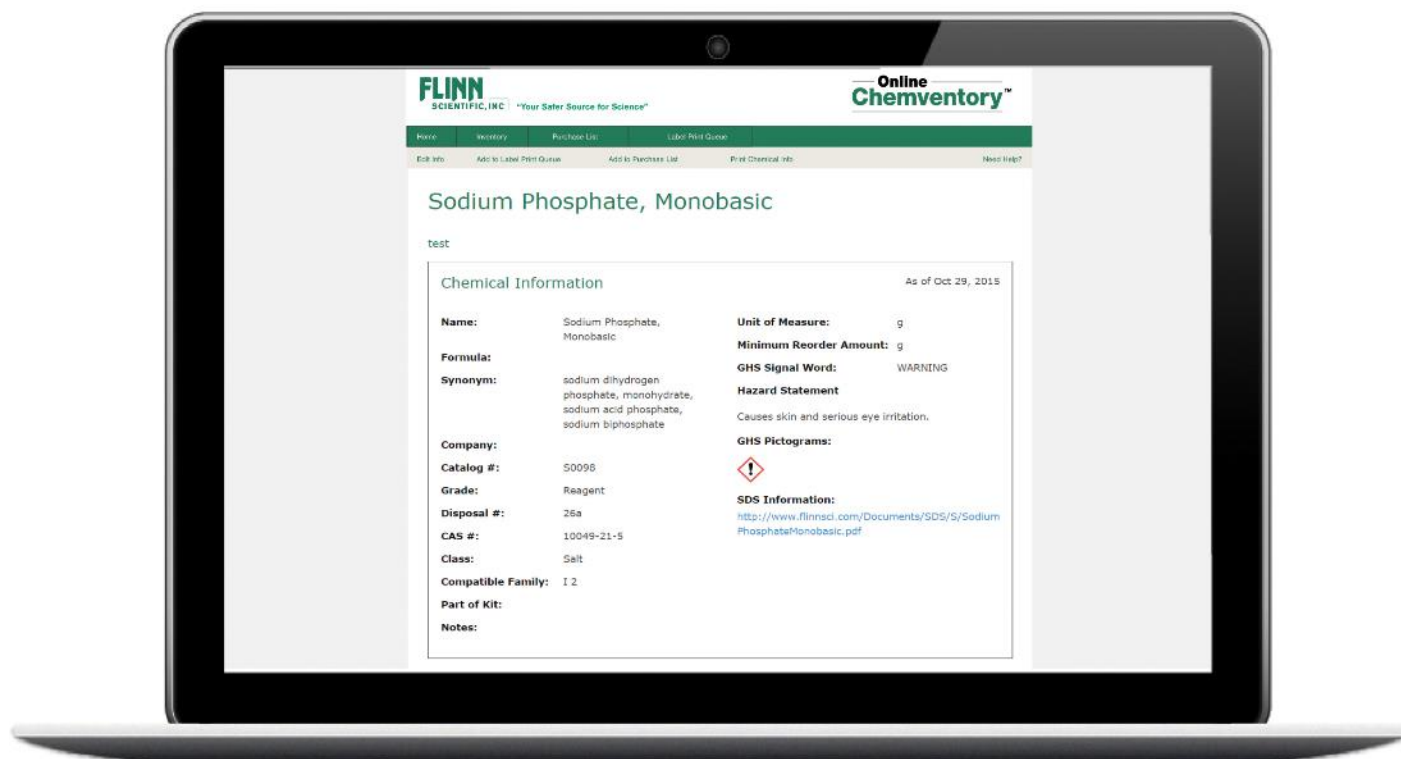 FLINN
SCIENTIFIC, INC "Your Safer Source for Science"
Online
Chemventory™
Home Inventory Purchase List Label Print Queue
Edit Info Add to Label Print Queue Add to Purchase List Print Chemical Info Need Help?
Sodium Phosphate, Monobasic
test
Chemical Information
As of Oct 29, 2015
Name: Sodium Phosphate,
Monobasic
Formula:
Synonym: sodium dihydrogen
phosphate, monohydrate,
sodium acid phosphate,
sodium biphosphate
Company:
Catalog #: S0098
Grade: Reagent
Disposal #: 26a
CAS #: 10049-21-5
Class: Salt
Compatible Family: I 2
Part of Kit:
Notes:
Unit of Measure: g
Minimum Reorder Amount: g
GHS Signal Word: WARNING
Hazard Statement
Causes skin and serious eye irritation.
GHS Pictograms:
SDS Information:
http://www.flinnsci.com/Documents/SDS/S/Sodium
PhosphateMonobasic.pdf